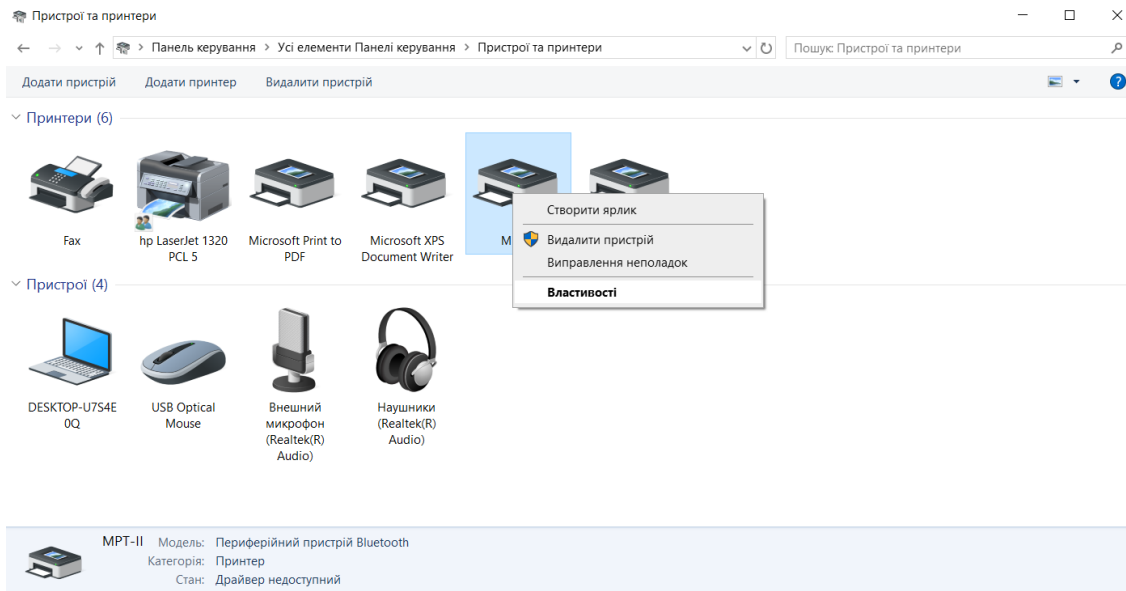 Пристрої та принтери
Панель керування > Усі елементи Панелі керування > Пристрої та принтери
Пошук: Пристрої та принтери
Додати пристрій Додати принтер Видалити пристрій
?
Принтери (6)
Fax
hp LaserJet 1320
PCL 5
Microsoft Print to
PDF
Microsoft XPS
Document Writer
M
Створити ярлик
Видалити пристрій
Виправлення неполадок
Властивості
Пристрої (4)
DESKTOP-U7S4E
0Q
USB Optical
Mouse
Внешний
микрофон
(Realtek(R)
Audio)
Наушники
(Realtek(R)
Audio)
MPT-II Модель: Периферійний пристрій Bluetooth
Категорія: Принтер
Стан: Драйвер недоступний